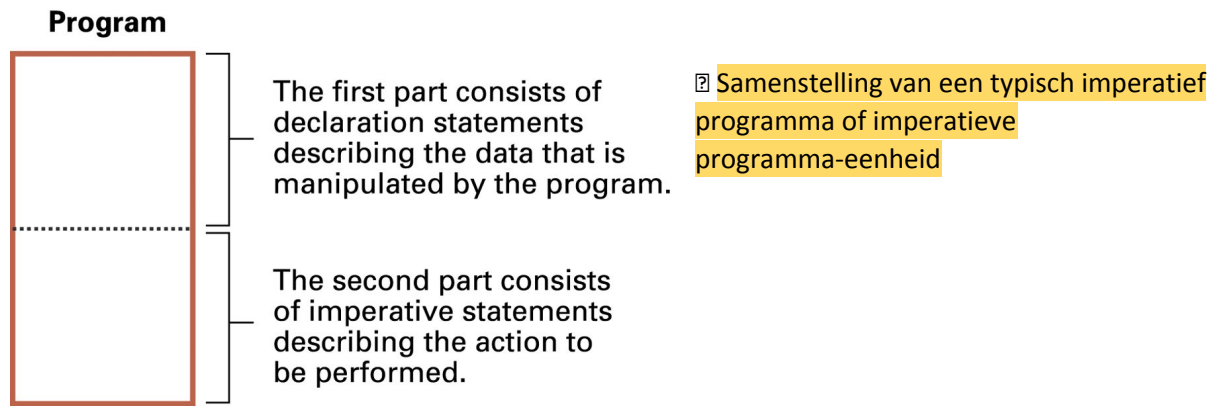 Program
The first part consists of
declaration statements
describing the data that is
manipulated by the program.
Samenstelling van een typisch imperatief
programma of imperatieve
programma-eenheid
The second part consists
of imperative statements
describing the action to
be performed.